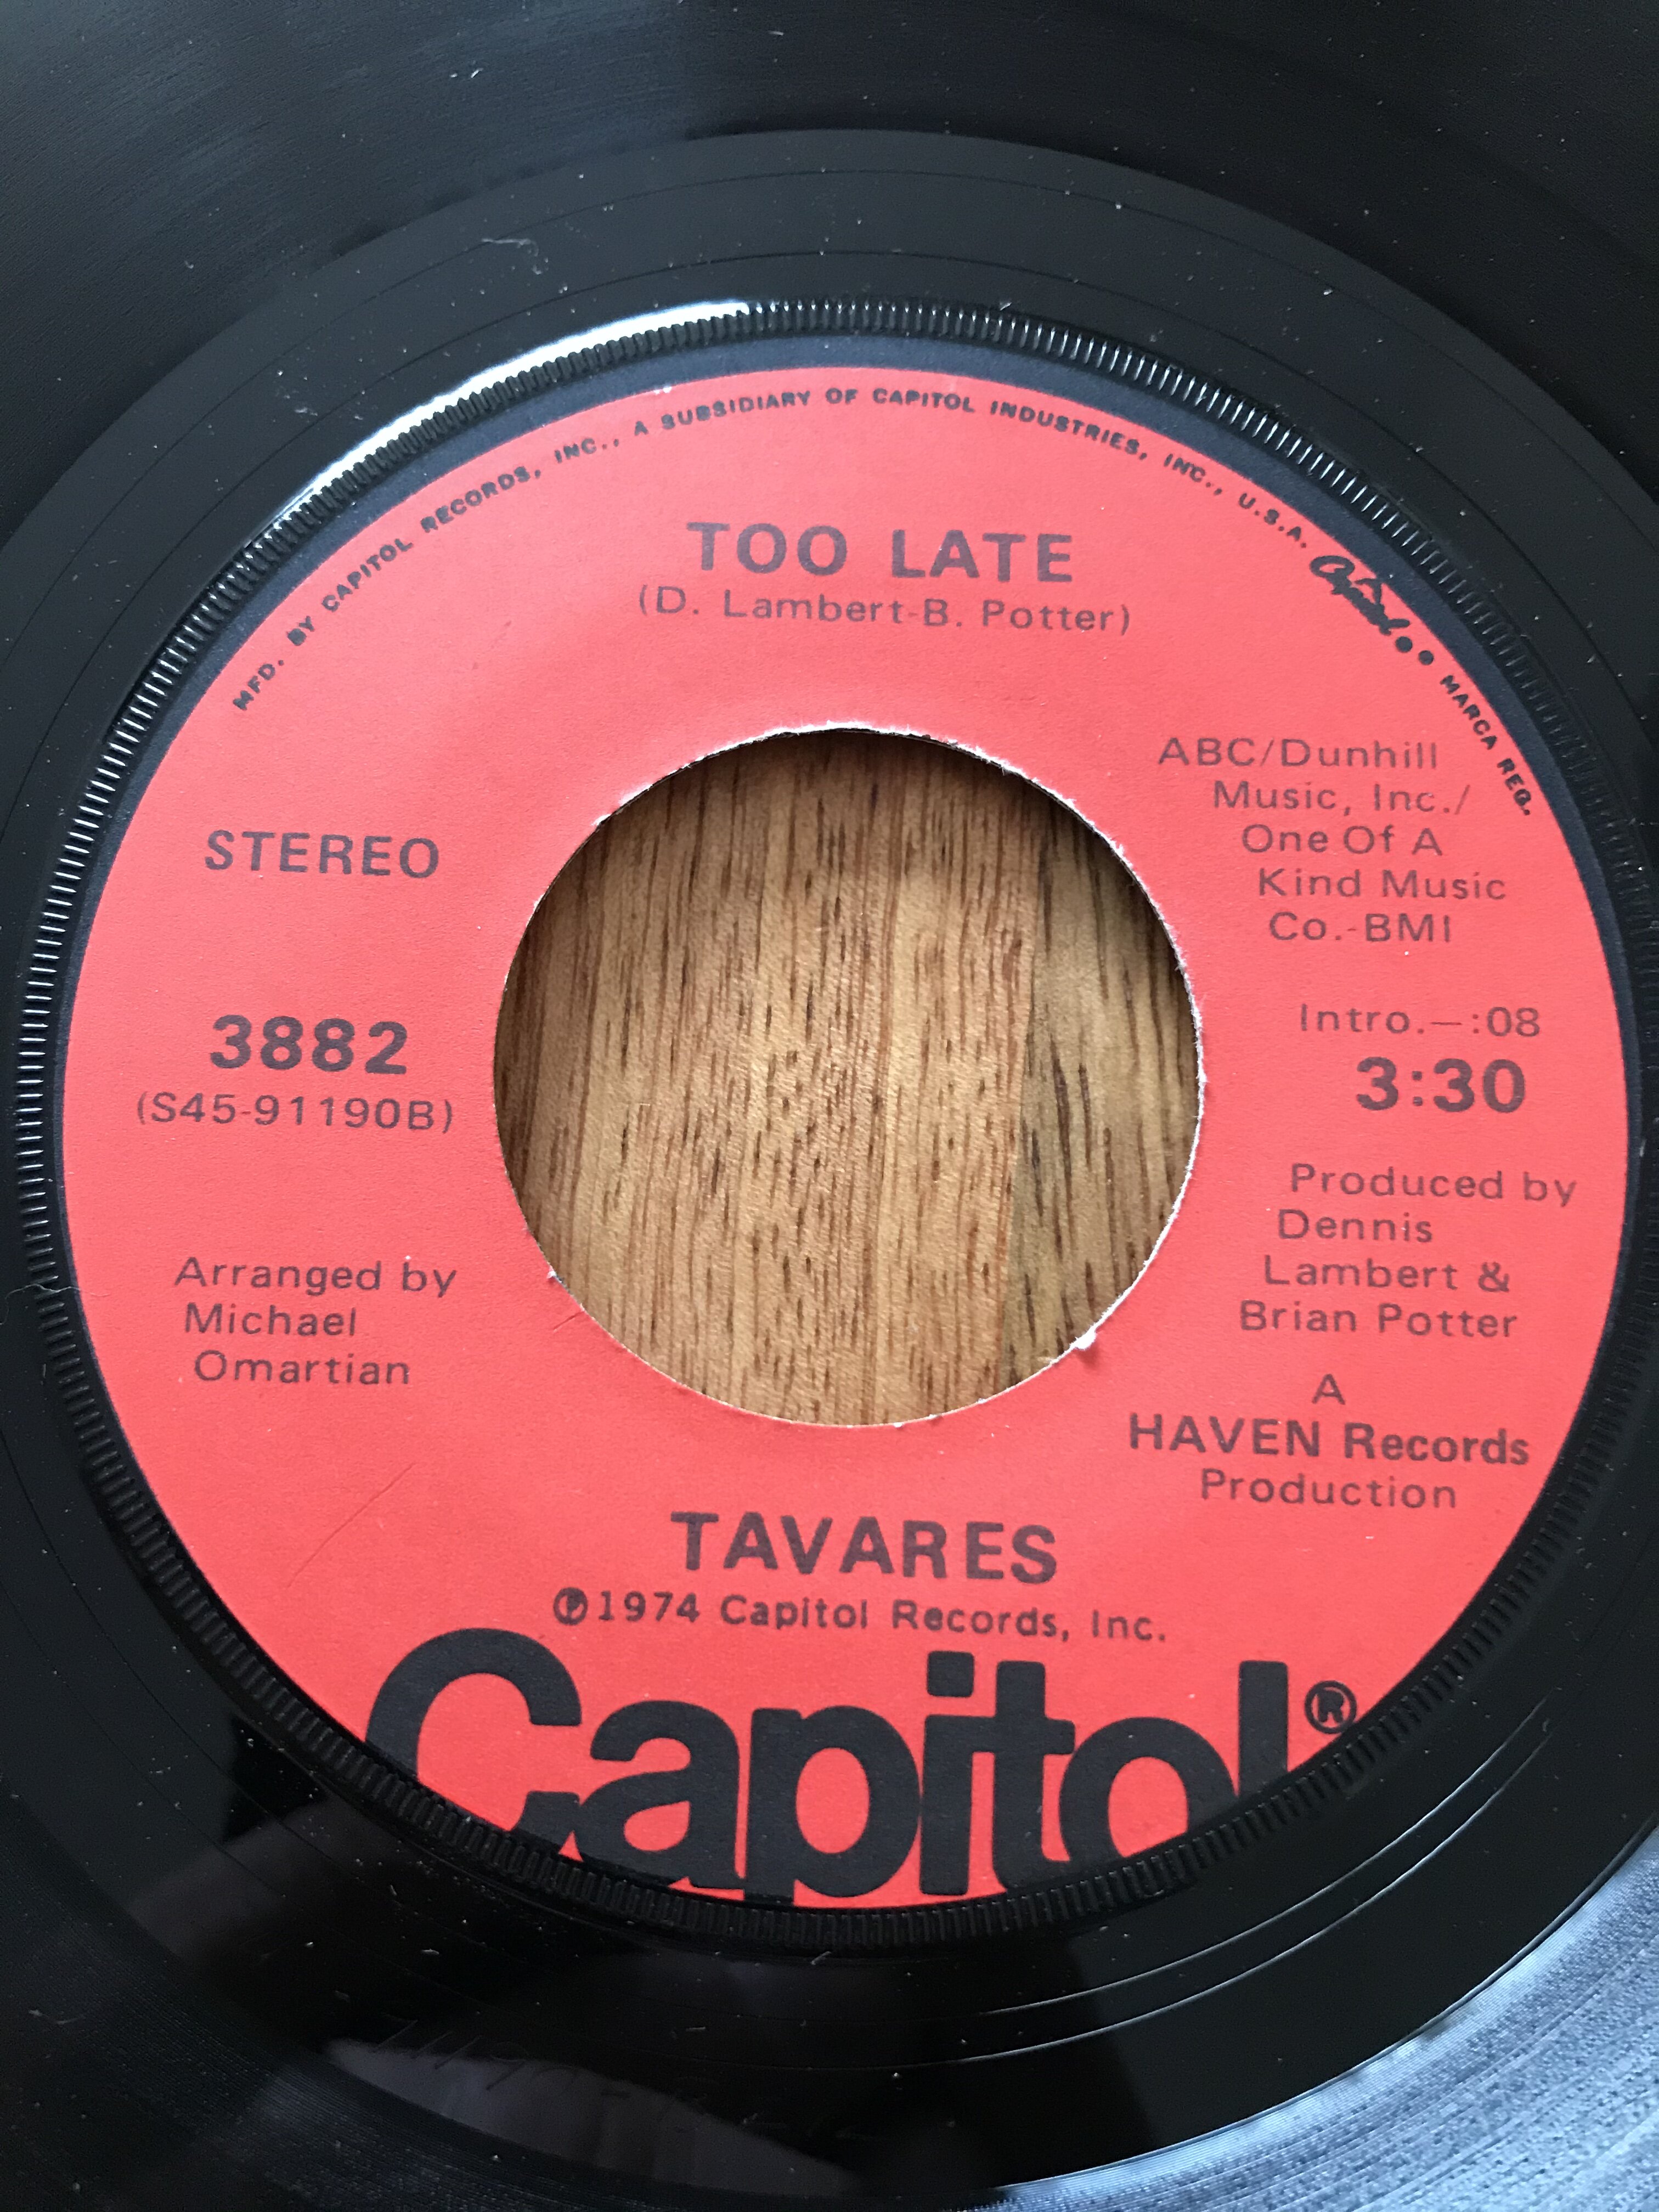 MFD. BY CAPITOL RECORDS, INC., A SUBSIDIARY OF CAPITOL INDUSTRIES, INC., U.S.A. Capitol • • MARCA REG.
TOO LATE
(D. Lambert-B. Potter)
STEREO
3882
(S45-91190B)
Arranged by
Michael
Omartian
ABC/Dunhill
Music, Inc./
One Of A
Kind Music
Co.-BMI
Intro.—:08
3:30
Produced by
Dennis
Lambert &
Brian Potter
A
HAVEN Records
Production
TAVARES
℗1974 Capitol Records, Inc.
Capitol®